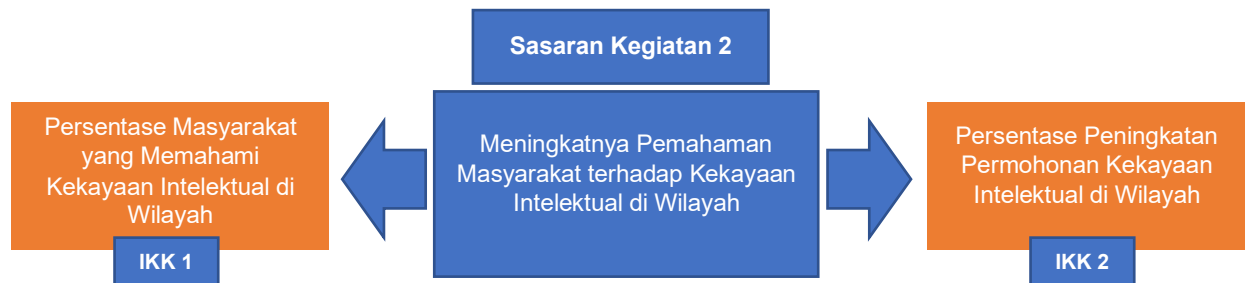 Sasaran Kegiatan 2
Persentase Masyarakat
yang Memahami
Kekayaan Intelektual di
Wilayah
IKK 1
Meningkatnya Pemahaman
Masyarakat terhadap Kekayaan
Intelektual di Wilayah
Persentase Peningkatan
Permohonan Kekayaan
Intelektual di Wilayah
IKK 2